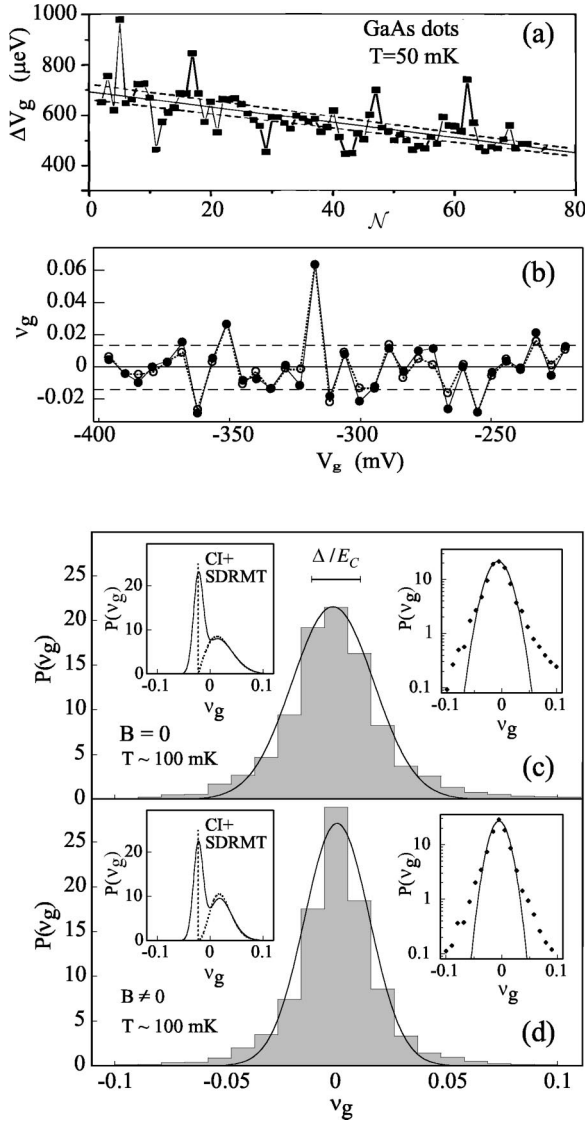 1000
800
600
400
ΔVg (μeV)
GaAs dots
T=50 mK
(a)
0 20 40 60 80
𝒩
(b)
0.06
0.04
0.02
0
-0.02
νg
-400 -350 -300 -250
Vg (mV)
25
20
15
10
5
0
P(νg)
CI+
SDRMT
20
10
0
P(νg)
-0.1 0 0.1
νg
Δ/EC
10
1
0.1
P(νg)
-0.1 0 0.1
νg
B = 0
T ~ 100 mK
(c)
25
20
15
10
5
0
P(νg)
CI+
SDRMT
20
10
0
P(νg)
-0.1 0 0.1
νg
10
1
0.1
P(νg)
-0.1 0 0.1
νg
B ≠ 0
T ~ 100 mK
(d)
-0.1 -0.05 0 0.05 0.1
νg